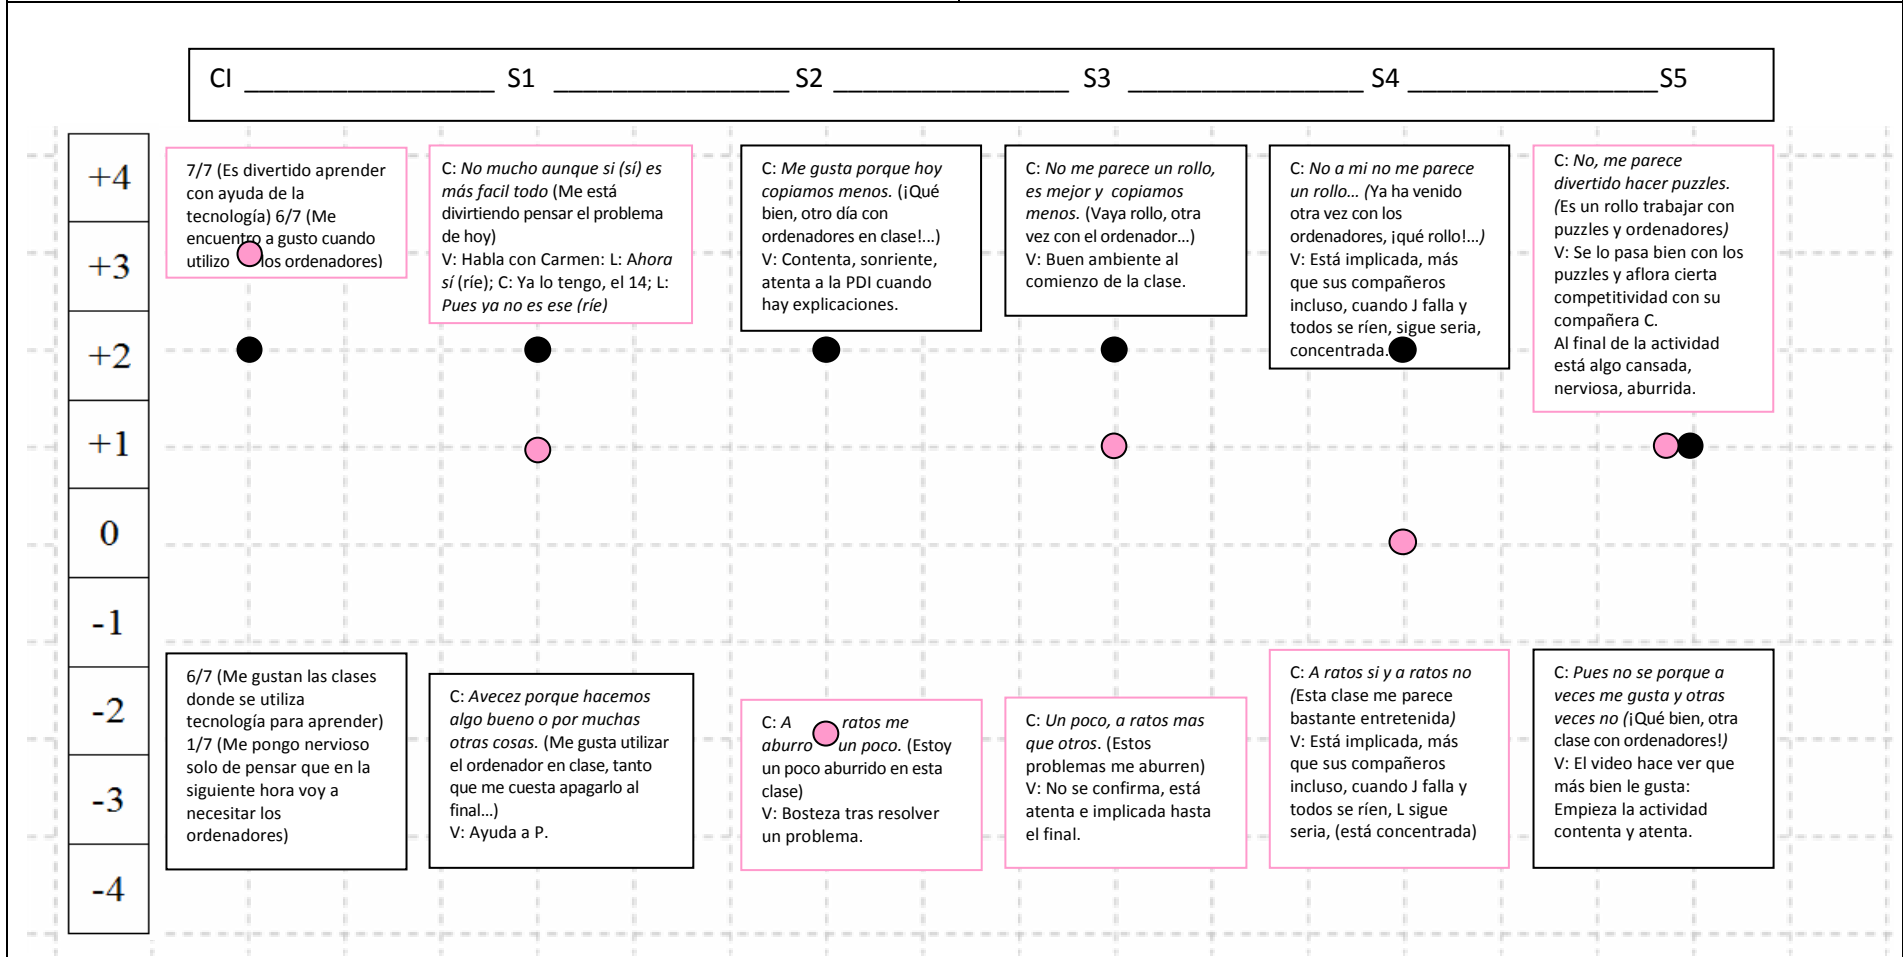 CI __________________ S1 _________________ S2 _________________ S3 _________________ S4 __________________S5
+4
+3
+2
+1
0
-1
-2
-3
-4
7/7 (Es divertido aprender
con ayuda de la
tecnología) 6/7 (Me
encuentro a gusto cuando
utilizo los ordenadores)
C: No mucho aunque si (sí) es
más facil todo (Me está
divirtiendo pensar el problema
de hoy)
V: Habla con Carmen: L: Ahora
sí (ríe); C: Ya lo tengo, el 14; L:
Pues ya no es ese (ríe)
C: Me gusta porque hoy
copiamos menos. (¡Qué
bien, otro día con
ordenadores en clase!...)
V: Contenta, sonriente,
atenta a la PDI cuando
hay explicaciones.
C: No me parece un rollo,
es mejor y copiamos
menos. (Vaya rollo, otra
vez con el ordenador...)
V: Buen ambiente al
comienzo de la clase.
C: No a mi no me parece
un rollo... (Ya ha venido
otra vez con los
ordenadores, ¡qué rollo!...)
V: Está implicada, más
que sus compañeros
incluso, cuando J falla y
todos se ríen, sigue seria,
concentrada.
C: No, me parece
divertido hacer puzzles.
(Es un rollo trabajar con
puzzles y ordenadores)
V: Se lo pasa bien con los
puzzles y aflora cierta
competitividad con su
compañera C.
Al final de la actividad
está algo cansada,
nerviosa, aburrida.
6/7 (Me gustan las clases
donde se utiliza
tecnología para aprender)
1/7 (Me pongo nervioso
solo de pensar que en la
siguiente hora voy a
necesitar los
ordenadores)
C: Avecez porque hacemos
algo bueno o por muchas
otras cosas. (Me gusta utilizar
el ordenador en clase, tanto
que me cuesta apagarlo al
final...)
V: Ayuda a P.
C: A ratos me
aburro un poco. (Estoy
un poco aburrido en esta
clase)
V: Bosteza tras resolver
un problema.
C: Un poco, a ratos mas
que otros. (Estos
problemas me aburren)
V: No se confirma, está
atenta e implicada hasta
el final.
C: A ratos si y a ratos no
(Esta clase me parece
bastante entretenida)
V: Está implicada, más
que sus compañeros
incluso, cuando J falla y
todos se ríen, L sigue
seria, (está concentrada)
C: Pues no se porque a
veces me gusta y otras
veces no (¡Qué bien, otra
clase con ordenadores!)
V: El video hace ver que
más bien le gusta:
Empieza la actividad
contenta y atenta.